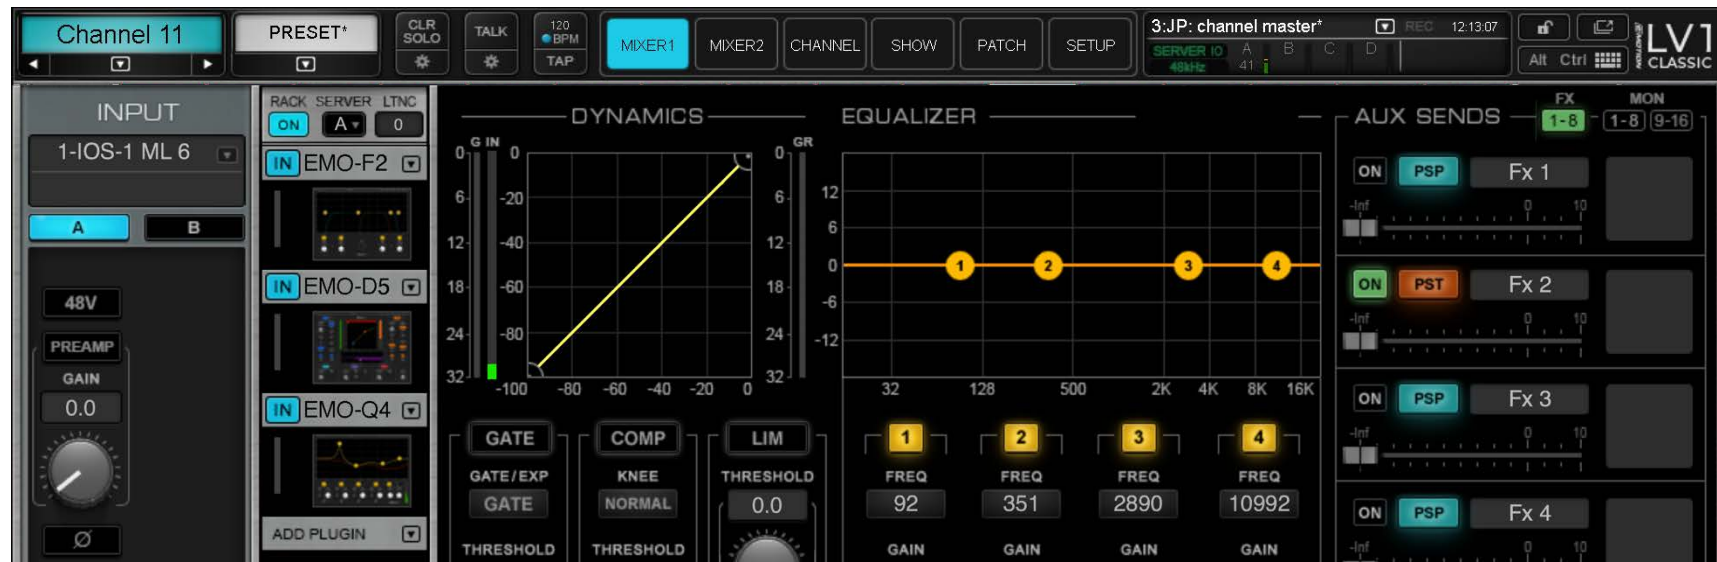 Channel 11
PRESET*
CLR SOLO
TALK
120 BPM
TAP
MIXER1
MIXER2
CHANNEL
SHOW
PATCH
SETUP
3:JP: channel master*
REC
12:13:07
SERVER IO
48kHz
A B C D
41
Alt Ctrl
EMOTION
LV1
CLASSIC
INPUT
1-IOS-1 ML 6
A B
48V
PREAMP
GAIN
0.0
Ø
RACK SERVER LTNC
ON A 0
IN EMO-F2
IN EMO-D5
IN EMO-Q4
ADD PLUGIN
DYNAMICS
G IN
GR
0 6 12 18 24 32
0 -20 -40 -60 -80
-100 -80 -60 -40 -20 0
0 6 12 18 24 32
GATE
GATE/EXP
GATE
THRESHOLD
COMP
KNEE
NORMAL
THRESHOLD
LIM
THRESHOLD
0.0
EQUALIZER
12
6
0
-6
-12
1 2 3 4
32 128 500 2K 4K 8K 16K
1 2 3 4
FREQ FREQ FREQ FREQ
92 351 2890 10992
GAIN GAIN GAIN GAIN
AUX SENDS
FX
1-8
MON
1-8 9-16
ON PSP Fx 1
-Inf 0 10
ON PST Fx 2
-Inf 0 10
ON PSP Fx 3
-Inf 0 10
ON PSP Fx 4
-Inf 0 10